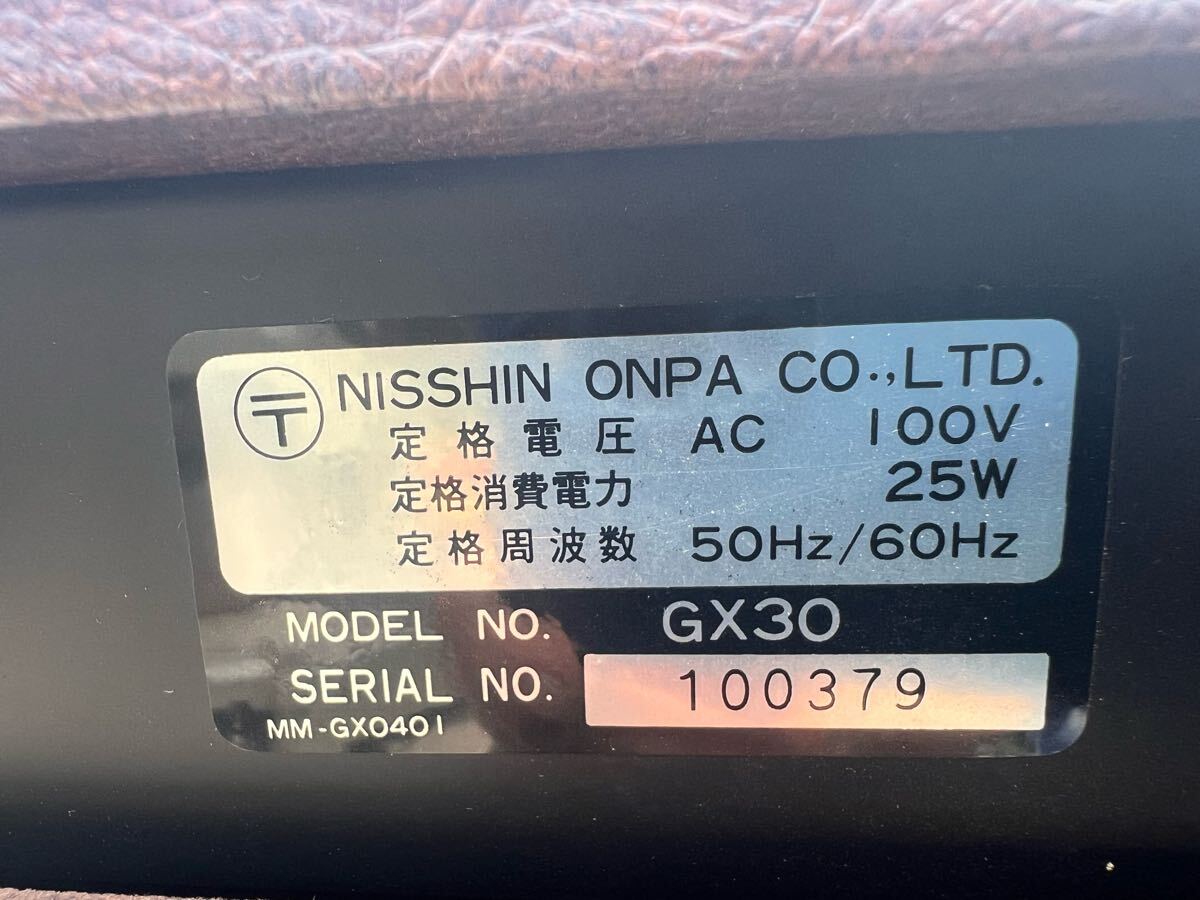 〒 NISSHIN ONPA CO.,LTD.
定格電圧 AC 100V
定格消費電力 25W
定格周波数 50Hz/60Hz
MODEL NO. GX30
SERIAL NO. 100379
MM-GX0401